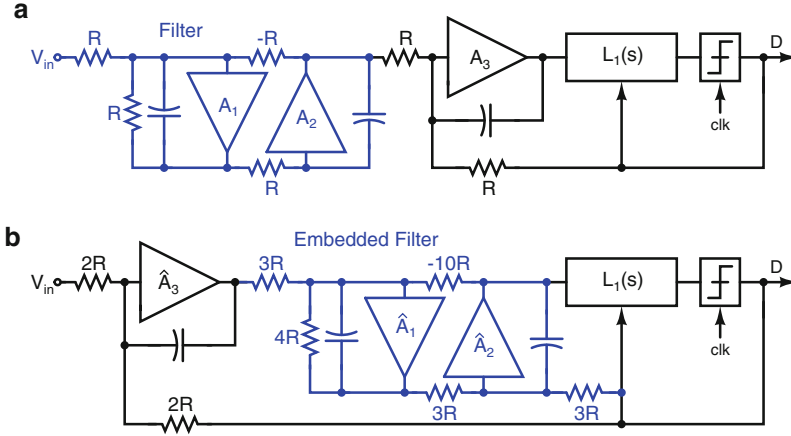 a
Filter
V_in
R
-R
R
A_3
L_1(s)
D
R
A_1
A_2
clk
R
R
b
Embedded Filter
V_in
2R
Â_3
3R
-10R
L_1(s)
D
4R
Â_1
Â_2
clk
3R
3R
2R